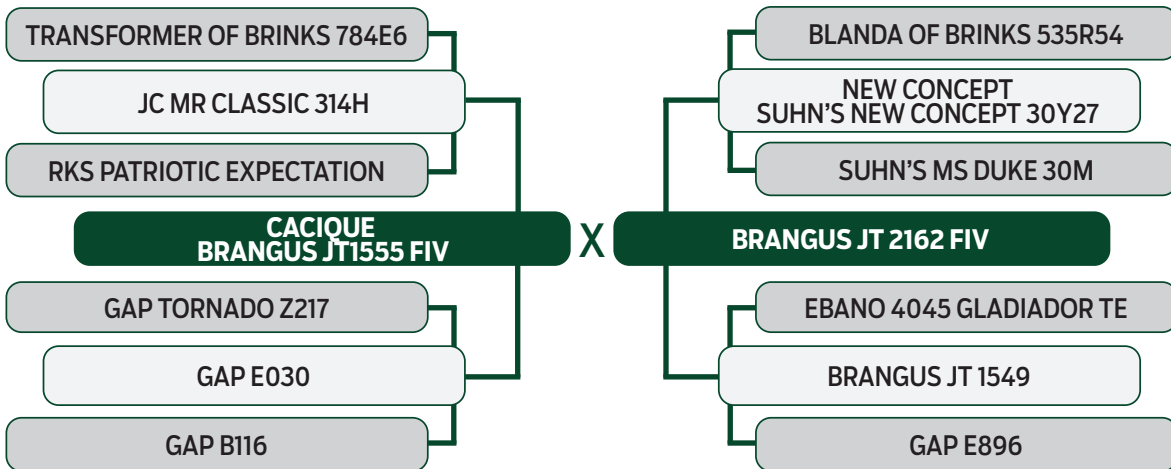 TRANSFORMER OF BRINKS 784E6
JC MR CLASSIC 314H
RKS PATRIOTIC EXPECTATION
CACIQUE
BRANGUS JT1555 FIV
GAP TORNADO Z217
GAP E030
GAP B116
X
BLANDA OF BRINKS 535R54
NEW CONCEPT
SUHN'S NEW CONCEPT 30Y27
SUHN'S MS DUKE 30M
BRANGUS JT 2162 FIV
EBANO 4045 GLADIADOR TE
BRANGUS JT 1549
GAP E896